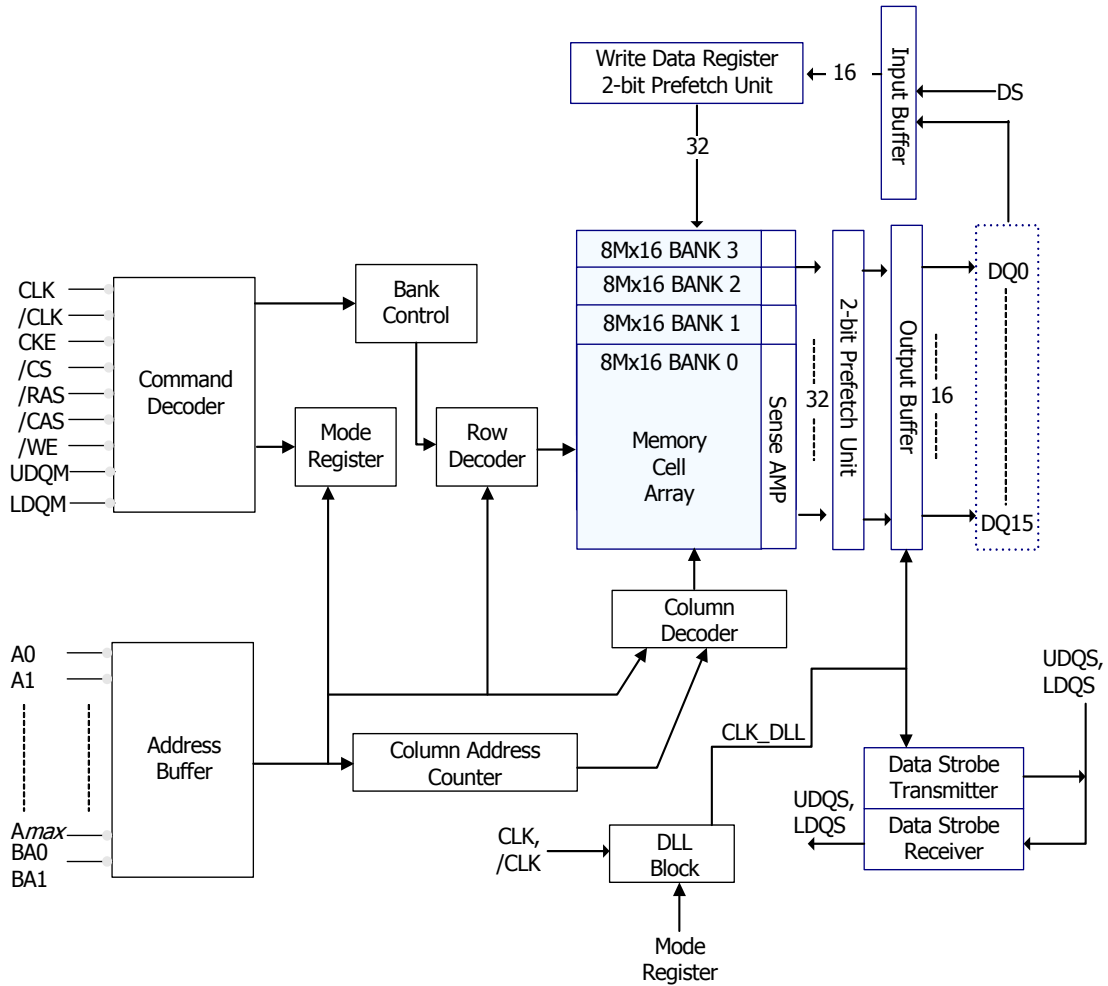 Write Data Register
2-bit Prefetch Unit
16
Input Buffer
DS
32
8Mx16 BANK 3
8Mx16 BANK 2
8Mx16 BANK 1
8Mx16 BANK 0
Memory
Cell
Array
Sense AMP
32
2-bit Prefetch Unit
Output Buffer
16
DQ0
DQ15
CLK
/CLK
CKE
/CS
/RAS
/CAS
/WE
UDQM
LDQM
Command
Decoder
Bank
Control
Mode
Register
Row
Decoder
Column
Decoder
A0
A1
Amax
BA0
BA1
Address
Buffer
Column Address
Counter
CLK_DLL
CLK,
/CLK
DLL
Block
Mode
Register
UDQS,
LDQS
Data Strobe
Transmitter
Data Strobe
Receiver
UDQS,
LDQS